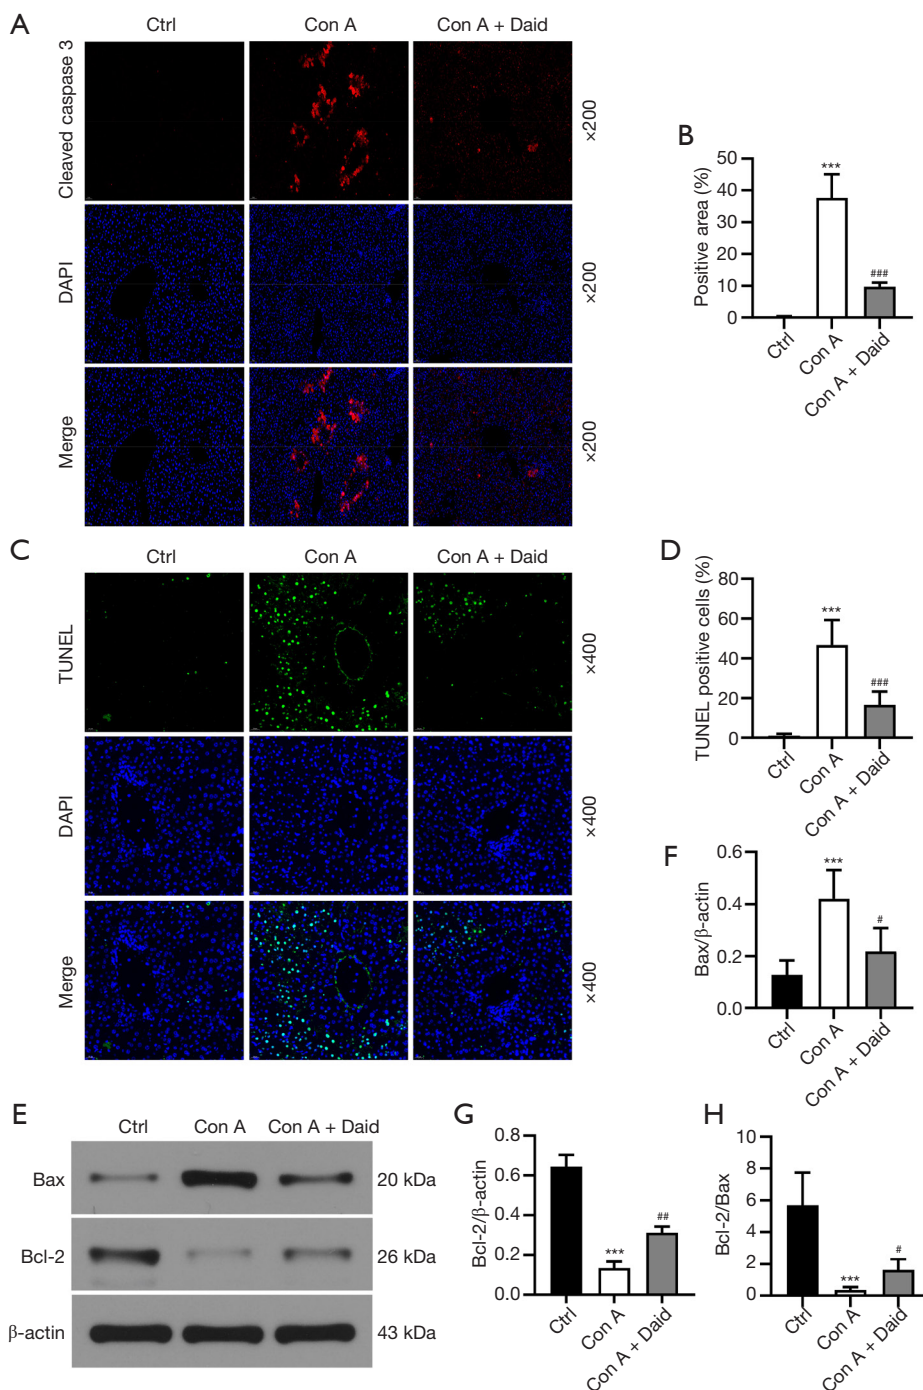 A
Ctrl Con A Con A + Daid
Cleaved caspase 3
×200
DAPI
×200
Merge
×200
B
Positive area (%)
50
40
30
20
10
0
***
###
Ctrl
Con A
Con A + Daid
C
Ctrl Con A Con A + Daid
TUNEL
×400
DAPI
×400
Merge
×400
D
TUNEL positive cells (%)
80
60
40
20
0
***
###
Ctrl
Con A
Con A + Daid
F
Bax/β-actin
0.6
0.4
0.2
0.0
***
#
Ctrl
Con A
Con A + Daid
E
Ctrl Con A Con A + Daid
Bax 20 kDa
Bcl-2 26 kDa
β-actin 43 kDa
G
Bcl-2/β-actin
0.8
0.6
0.4
0.2
0.0
***
##
Ctrl
Con A
Con A + Daid
H
Bcl-2/Bax
10
8
6
4
2
0
***
#
Ctrl
Con A
Con A + Daid